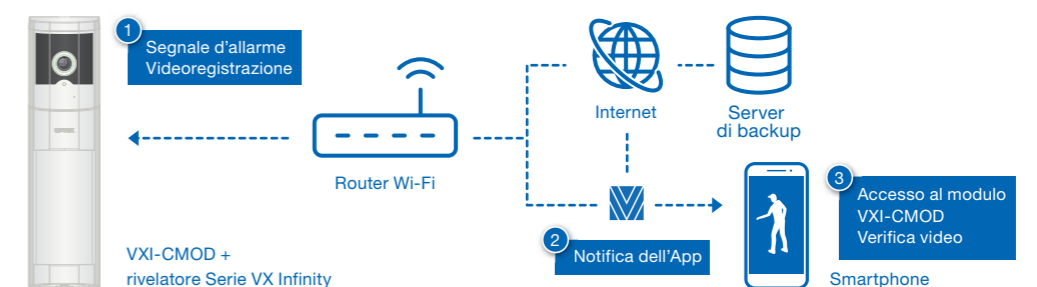 1
Segnale d'allarme
Videoregistrazione
Internet
Server
di backup
Router Wi-Fi
3
Accesso al modulo
VXI-CMOD
Verifica video
2
Notifica dell'App
VXI-CMOD +
rivelatore Serie VX Infinity
Smartphone